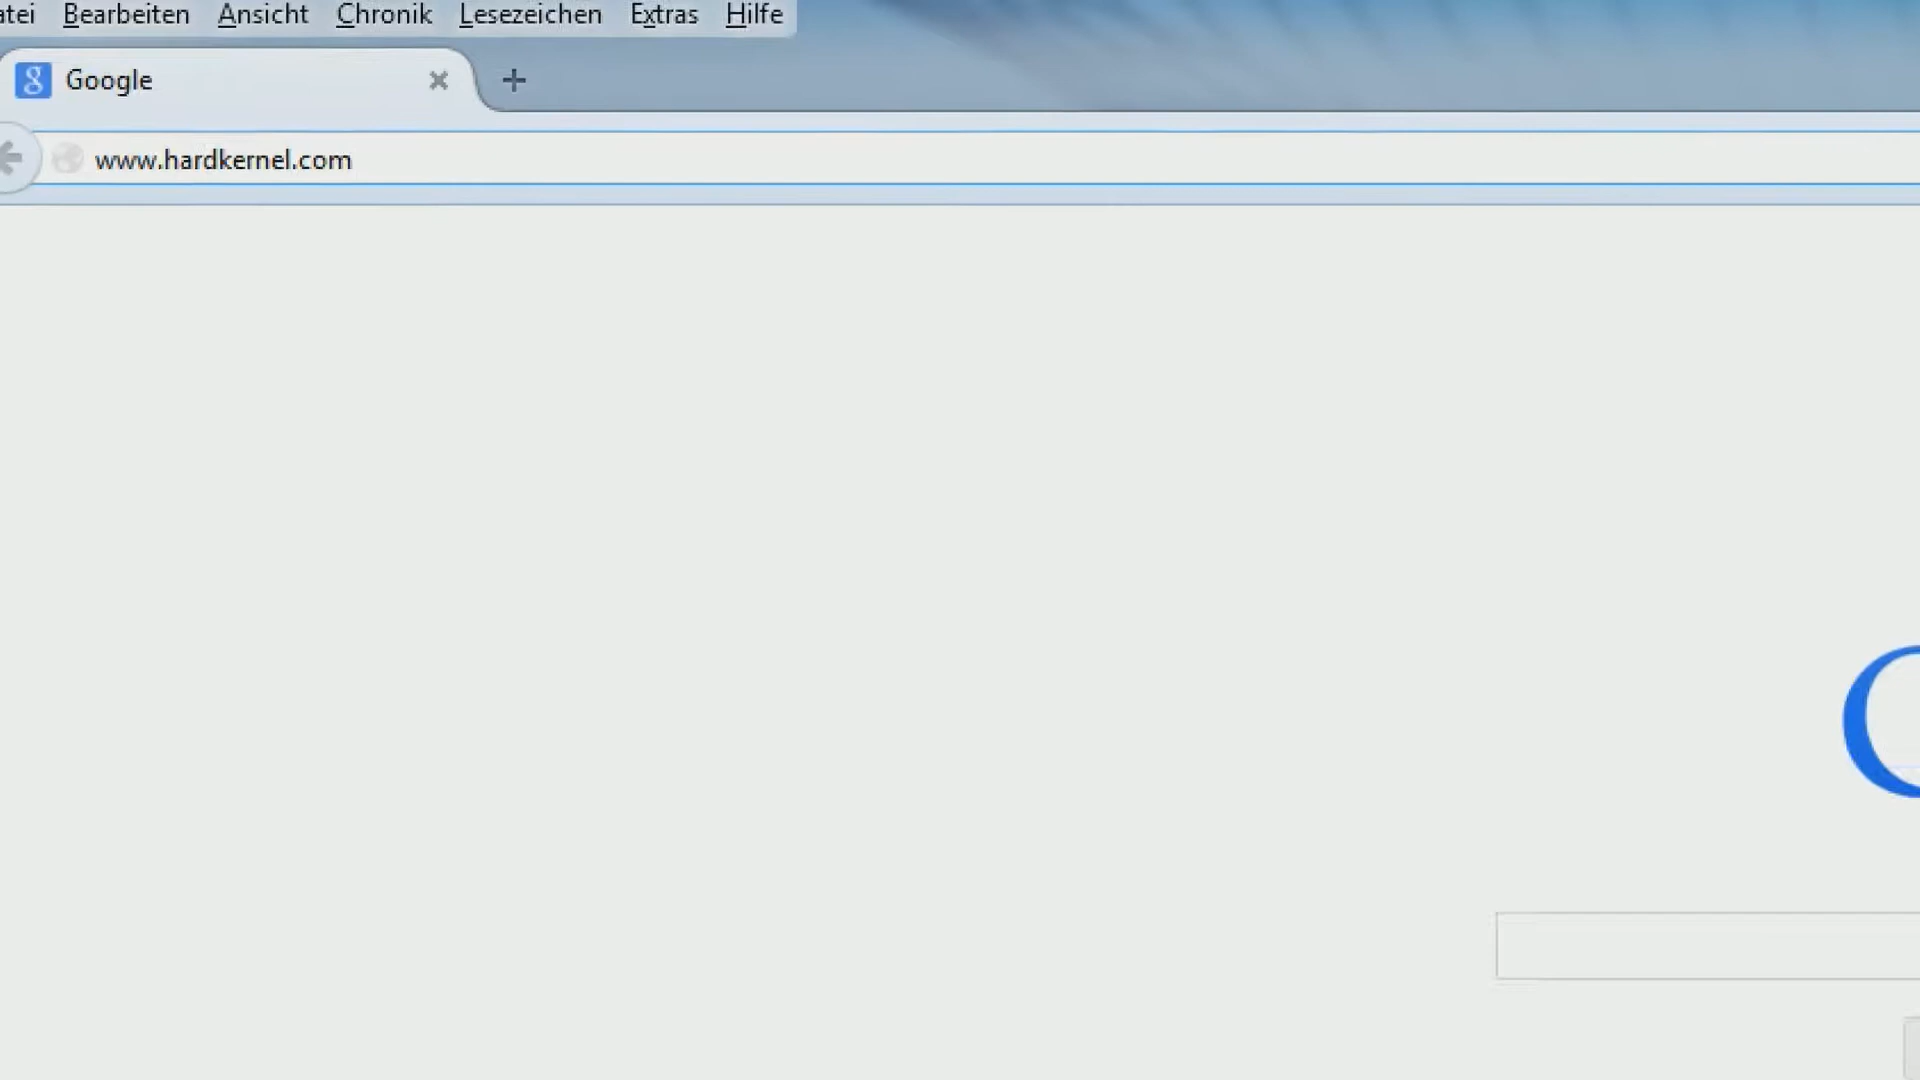 atei Bearbeiten Ansicht Chronik Lesezeichen Extras Hilfe
Google
www.hardkernel.com